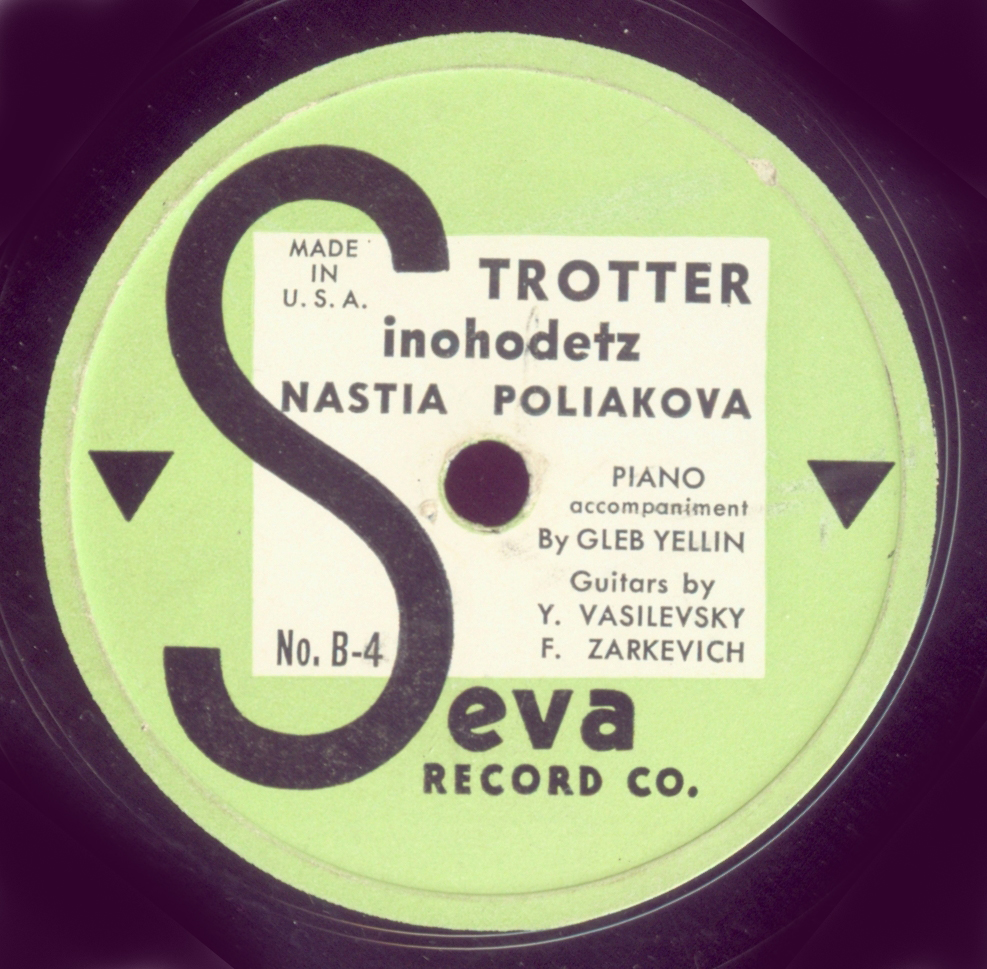 MADE
IN
U. S. A.
TROTTER
inohodetz
NASTIA POLIAKOVA
PIANO
accompaniment
By GLEB YELLIN
Guitars by
Y. VASILEVSKY
F. ZARKEVICH
No. B-4
Seva
RECORD CO.